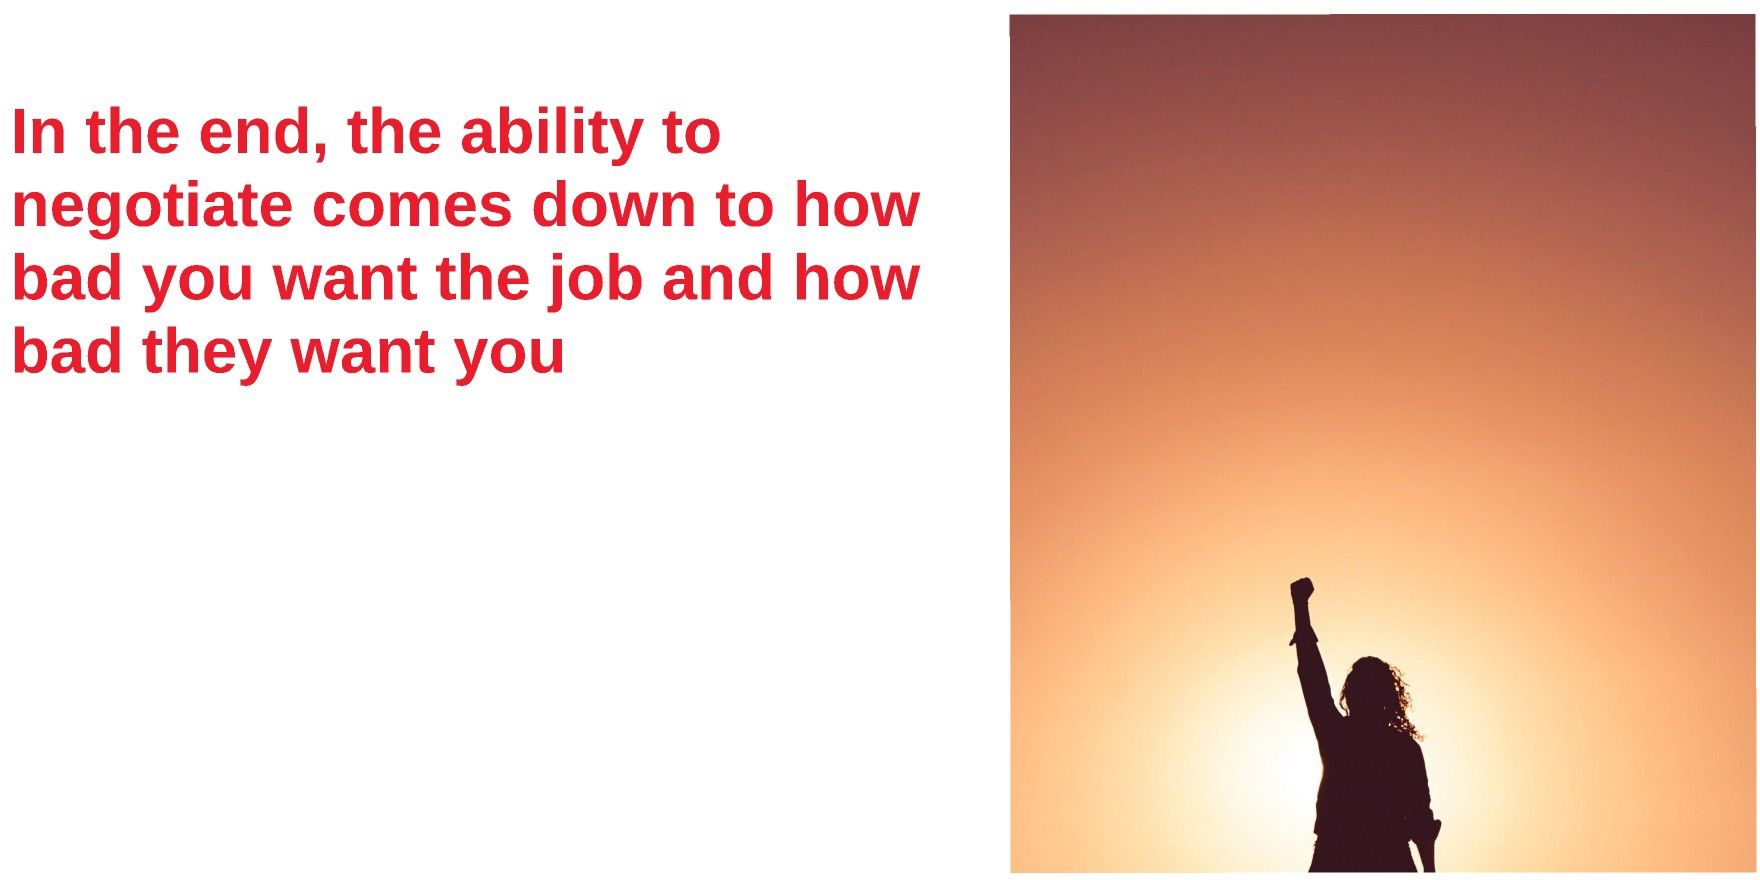 In the end, the ability to
negotiate comes down to how
bad you want the job and how
bad they want you